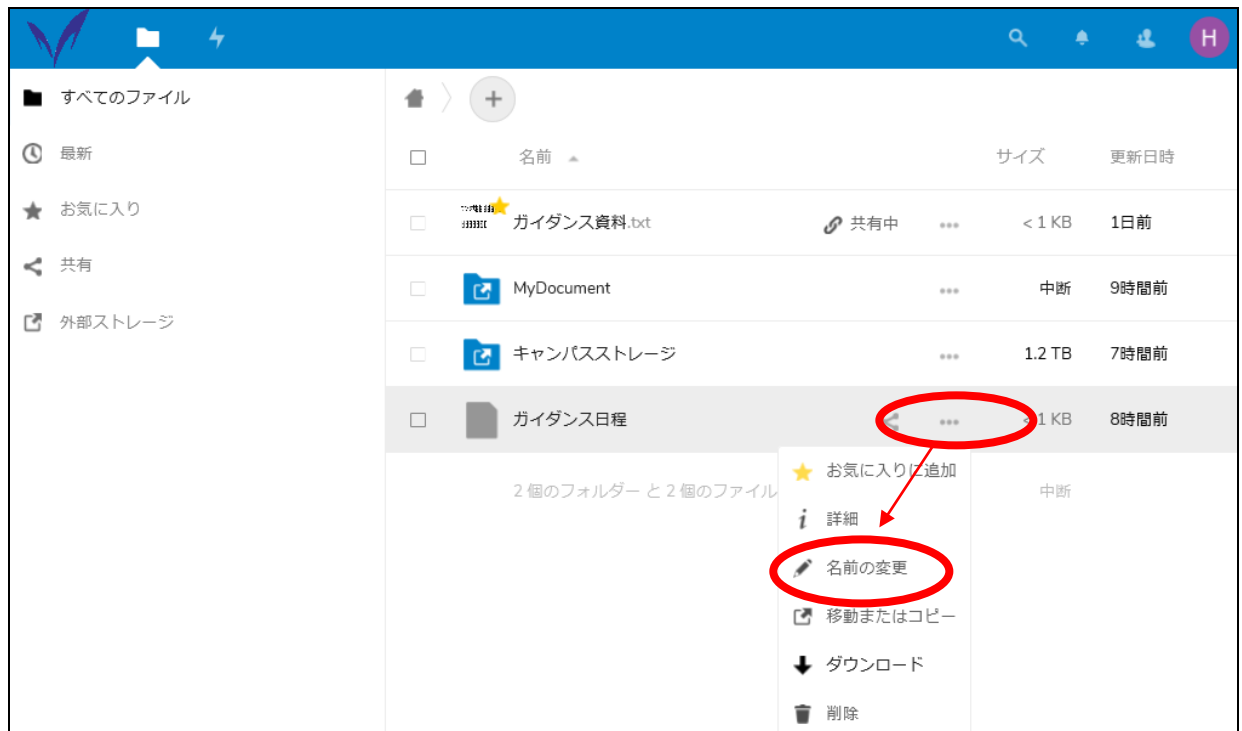 H
すべてのファイル
最新
お気に入り
共有
外部ストレージ
名前 サイズ 更新日時
ガイダンス資料.txt 共有中 < 1 KB 1日前
MyDocument 中断 9時間前
キャンパスストレージ 1.2 TB 7時間前
ガイダンス日程 < 1 KB 8時間前
2 個のフォルダー と 2 個のファイル 中断
お気に入りに追加
詳細
名前の変更
移動またはコピー
ダウンロード
削除